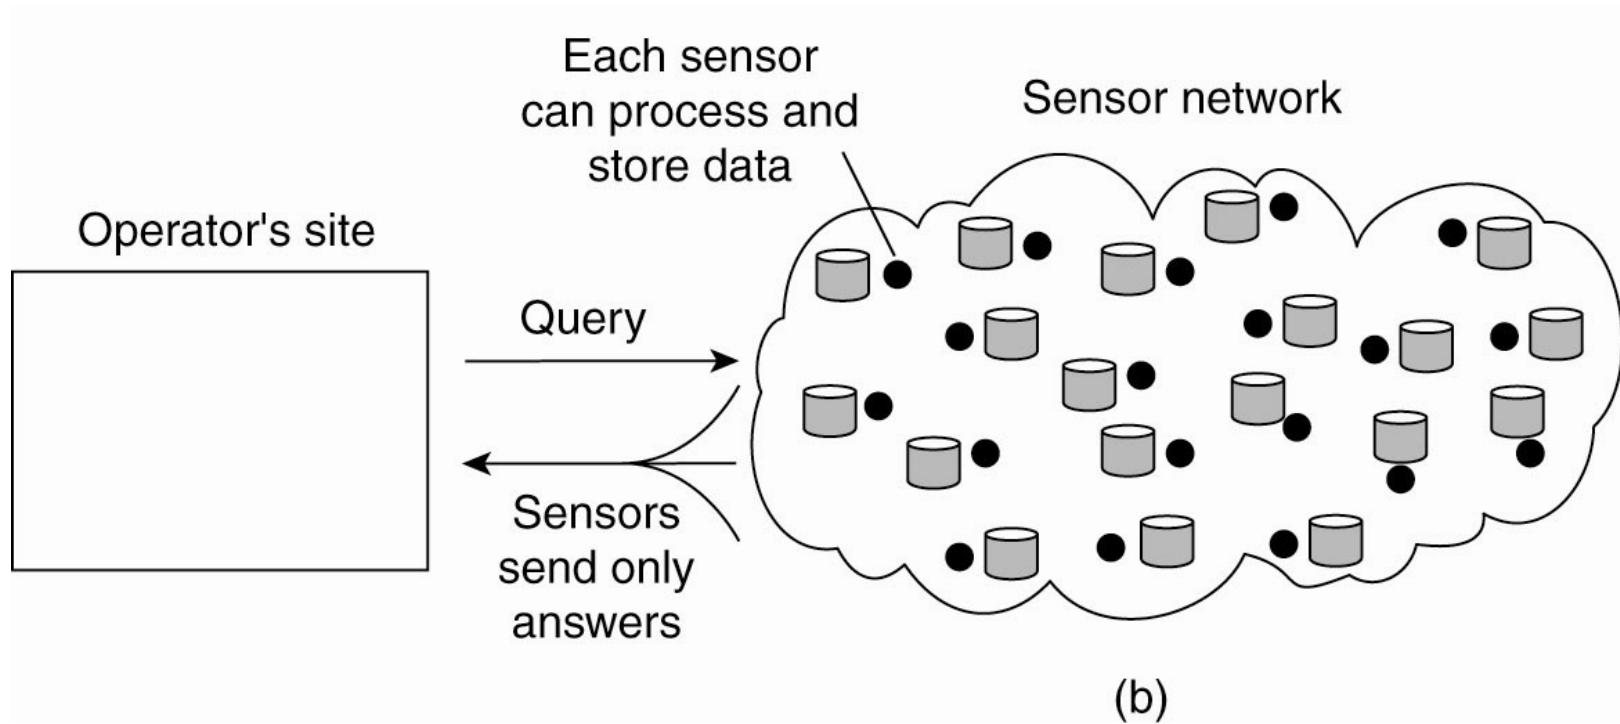 Each sensor
can process and
store data
Sensor network
Operator's site
Query
Sensors
send only
answers
(b)